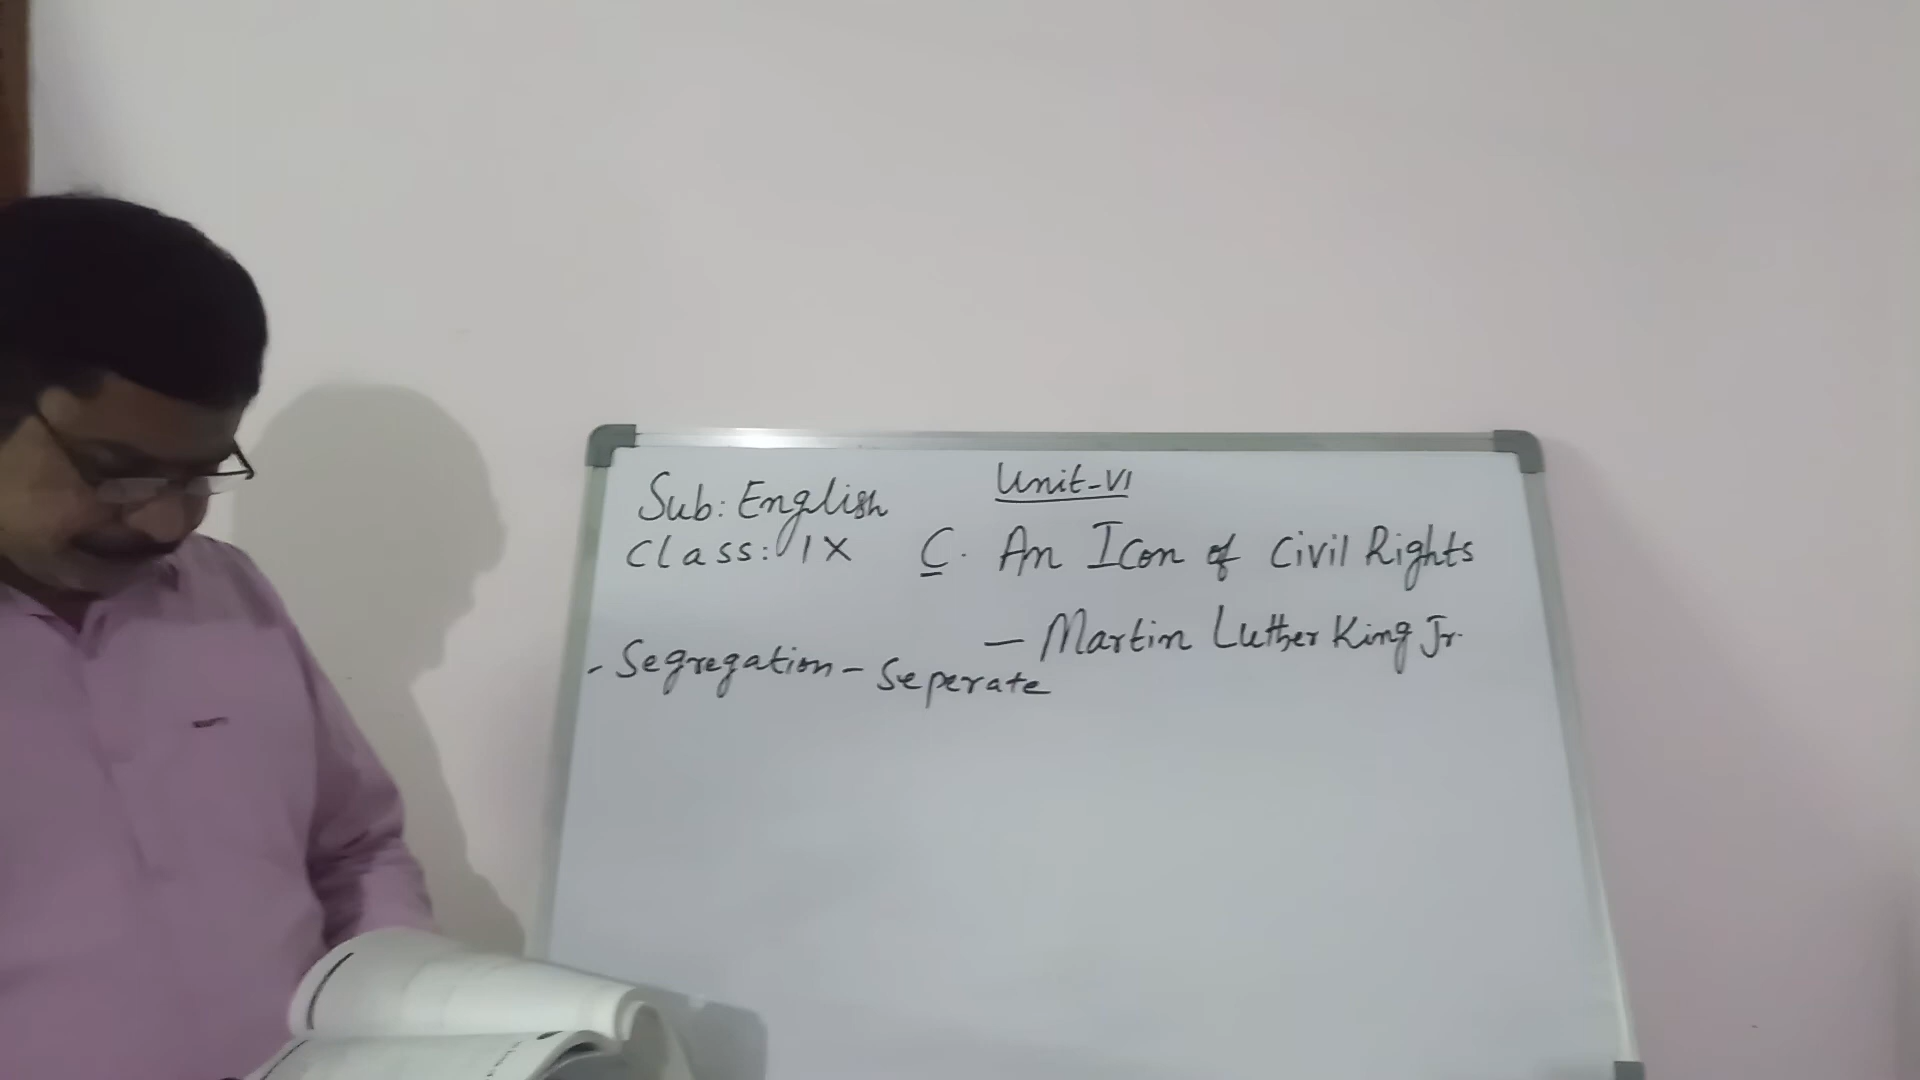 Sub: English
Unit-VI
Class: IX
C. An Icon of Civil Rights
- Martin Luther King Jr.
- Segregation - Seperate